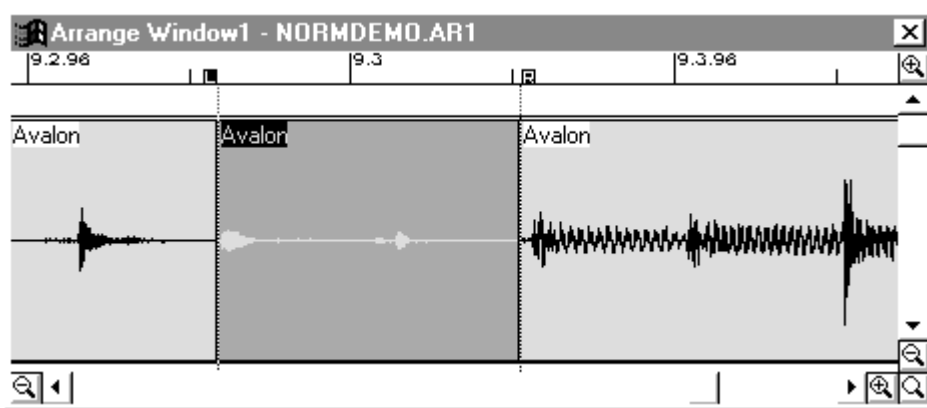 Arrange Window1 - NORMDEMO.AR1
9.2.96 9.3 9.3.96
L R
Avalon Avalon Avalon